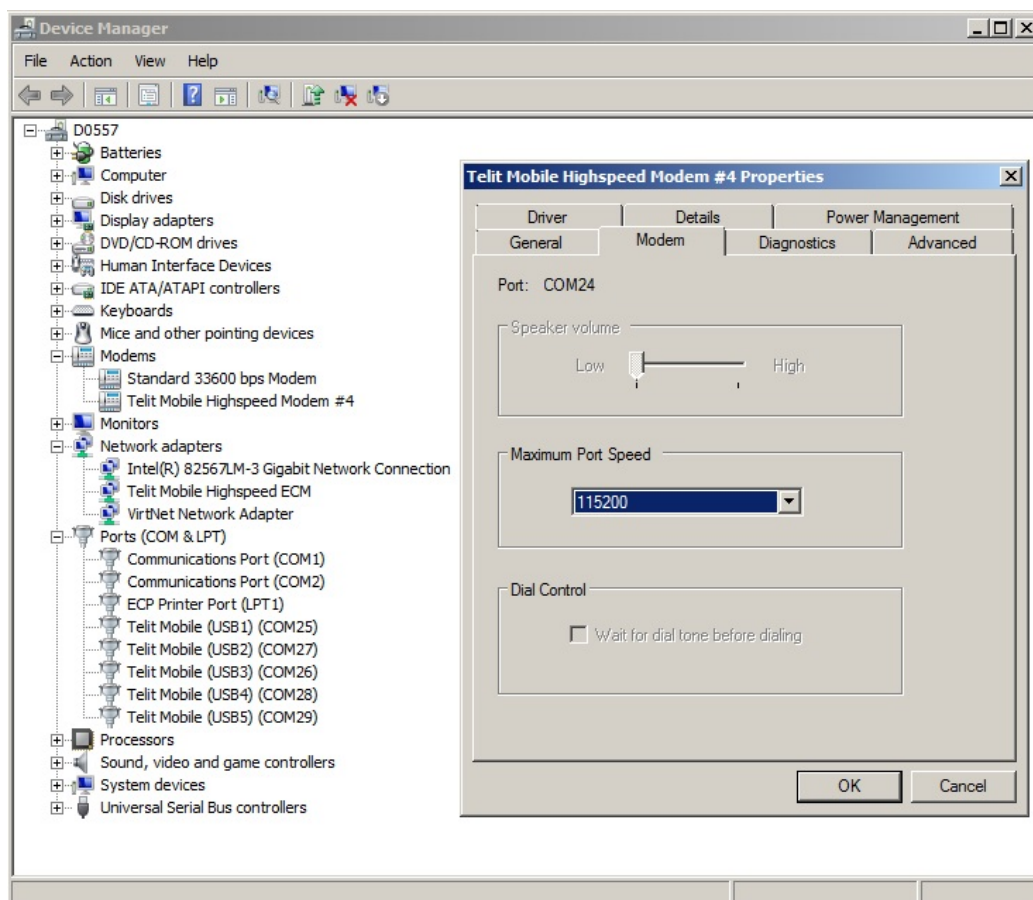 Device Manager
File Action View Help
D0557
Batteries
Computer
Disk drives
Display adapters
DVD/CD-ROM drives
Human Interface Devices
IDE ATA/ATAPI controllers
Keyboards
Mice and other pointing devices
Modems
Standard 33600 bps Modem
Telit Mobile Highspeed Modem #4
Monitors
Network adapters
Intel(R) 82567LM-3 Gigabit Network Connection
Telit Mobile Highspeed ECM
VirtNet Network Adapter
Ports (COM & LPT)
Communications Port (COM1)
Communications Port (COM2)
ECP Printer Port (LPT1)
Telit Mobile (USB1) (COM25)
Telit Mobile (USB2) (COM27)
Telit Mobile (USB3) (COM26)
Telit Mobile (USB4) (COM28)
Telit Mobile (USB5) (COM29)
Processors
Sound, video and game controllers
System devices
Universal Serial Bus controllers
Telit Mobile Highspeed Modem #4 Properties
Driver Details Power Management
General Modem Diagnostics Advanced
Port: COM24
Speaker volume
Low High
Maximum Port Speed
115200
Dial Control
Wait for dial tone before dialing
OK Cancel